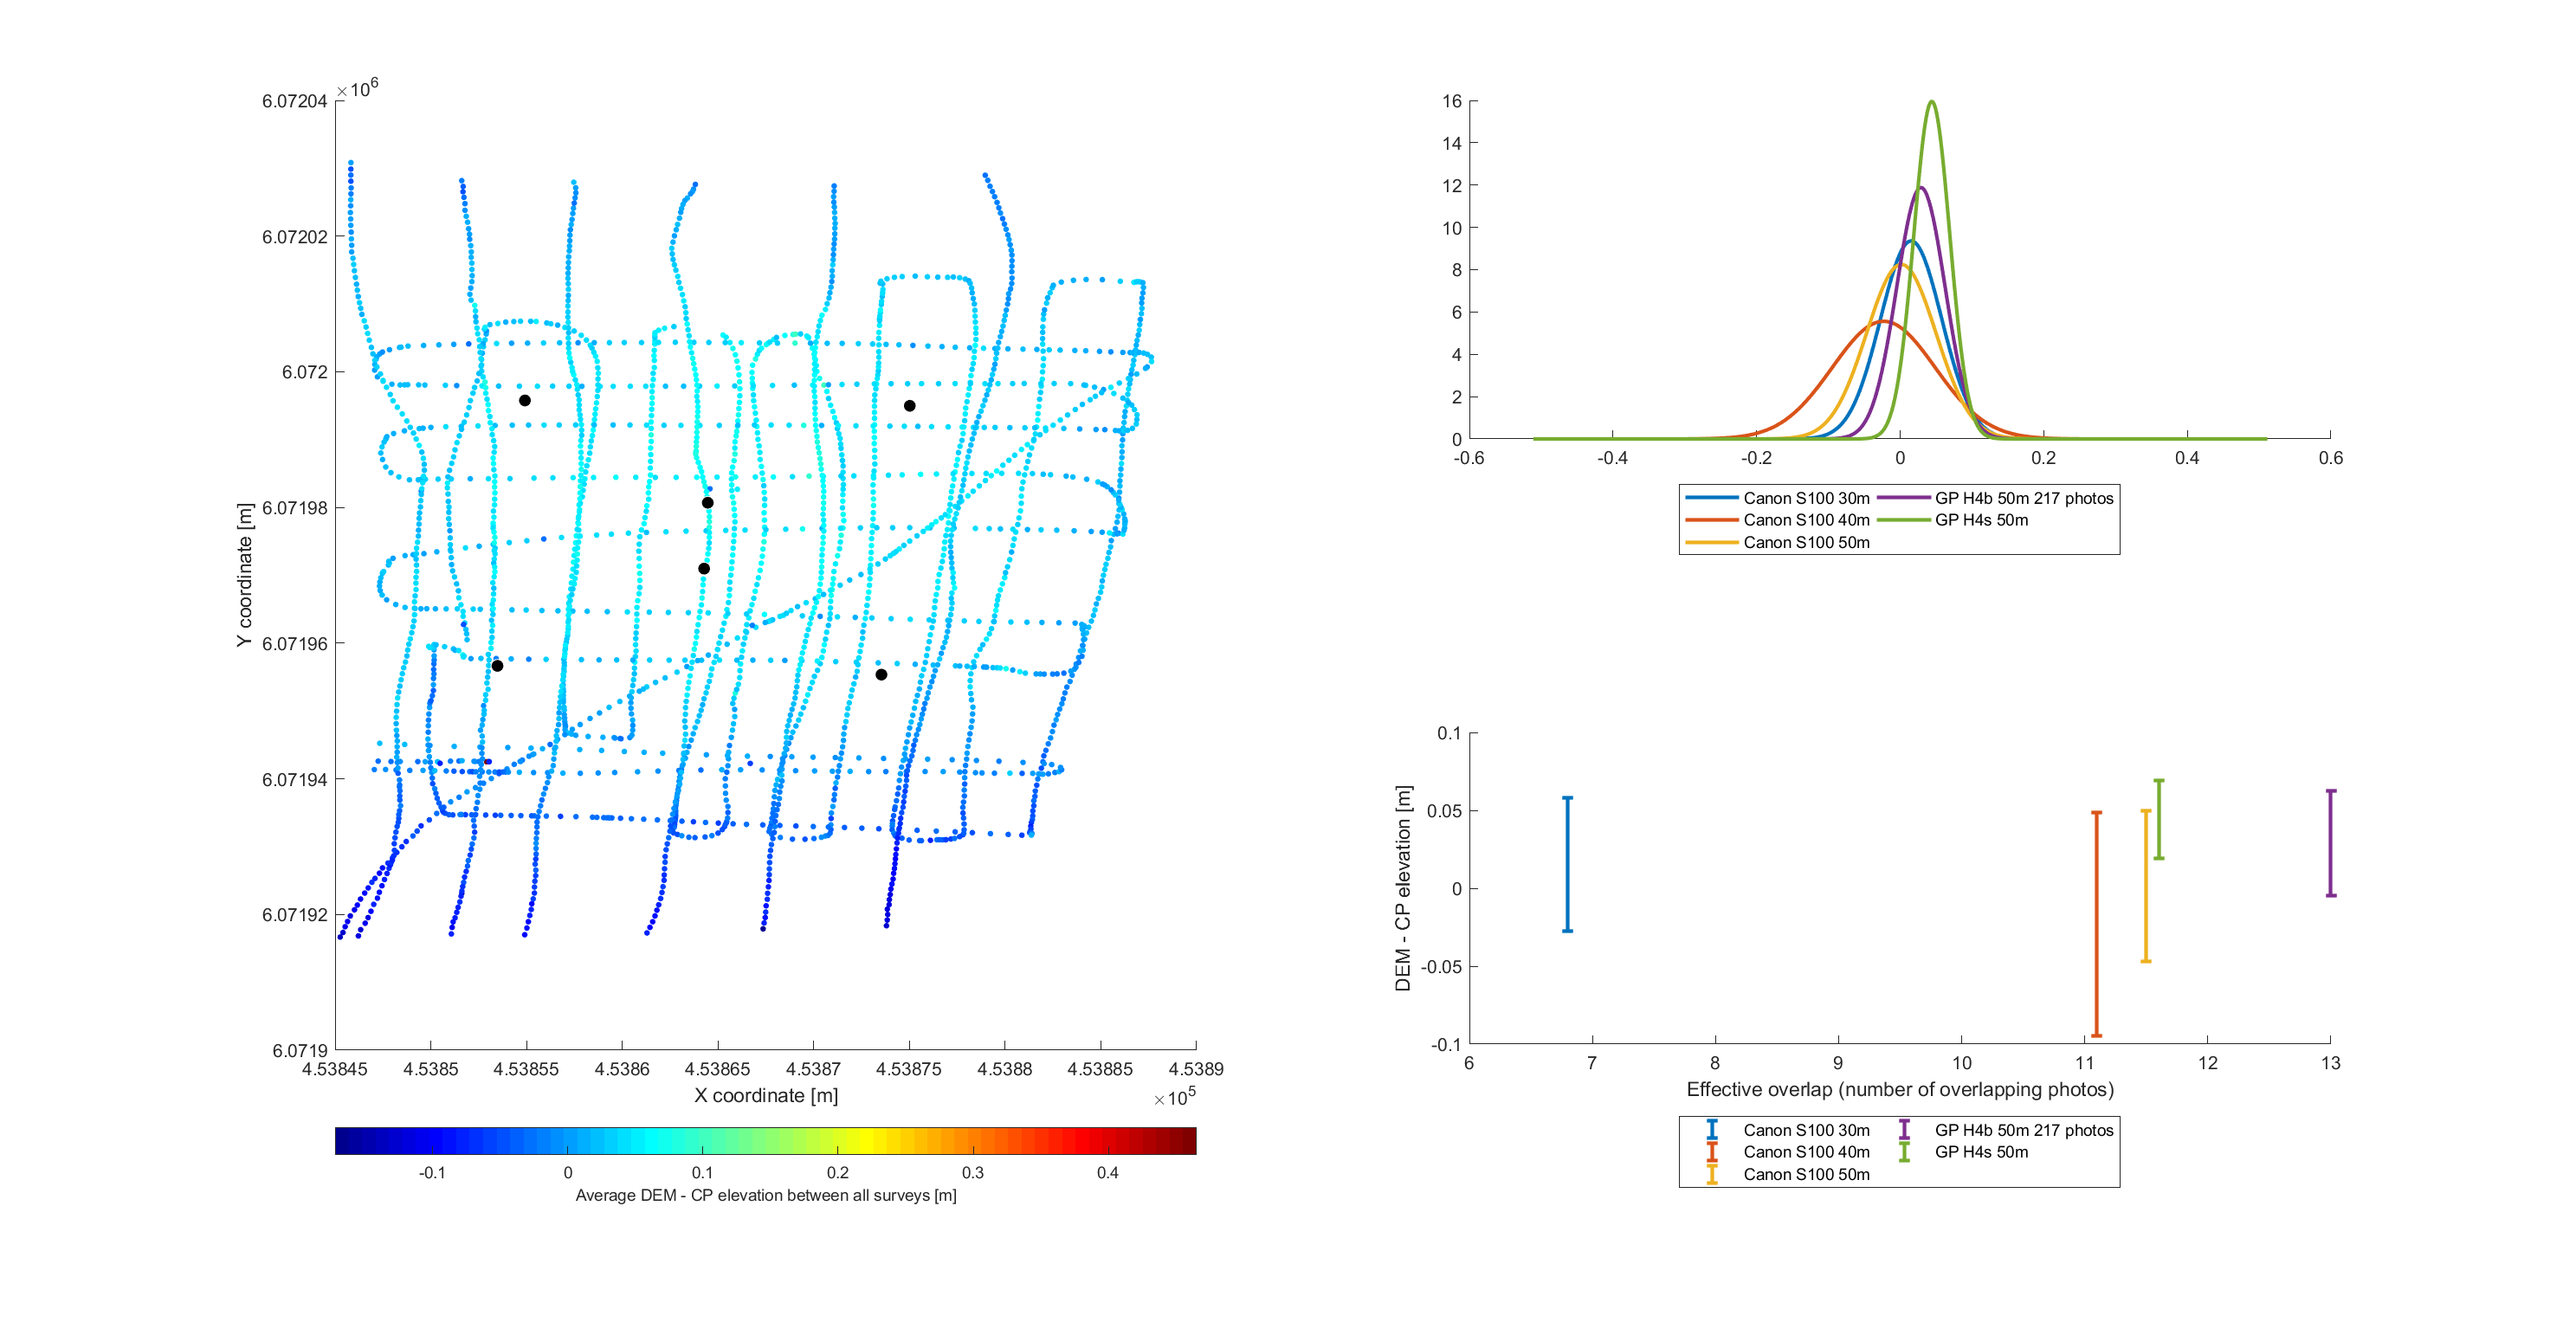 ×10^6
6.07204
6.07202
6.072
6.07198
6.07196
6.07194
6.07192
6.0719
Y coordinate [m]
4.53845 4.5385 4.53855 4.5386 4.53865 4.5387 4.53875 4.5388 4.53885 4.5389
X coordinate [m]
×10^5
-0.1 0 0.1 0.2 0.3 0.4
Average DEM - CP elevation between all surveys [m]
16
14
12
10
8
6
4
2
0
-0.6 -0.4 -0.2 0 0.2 0.4 0.6
Canon S100 30m GP H4b 50m 217 photos
Canon S100 40m GP H4s 50m
Canon S100 50m
0.1
0.05
0
-0.05
-0.1
DEM - CP elevation [m]
6 7 8 9 10 11 12 13
Effective overlap (number of overlapping photos)
Canon S100 30m GP H4b 50m 217 photos
Canon S100 40m GP H4s 50m
Canon S100 50m